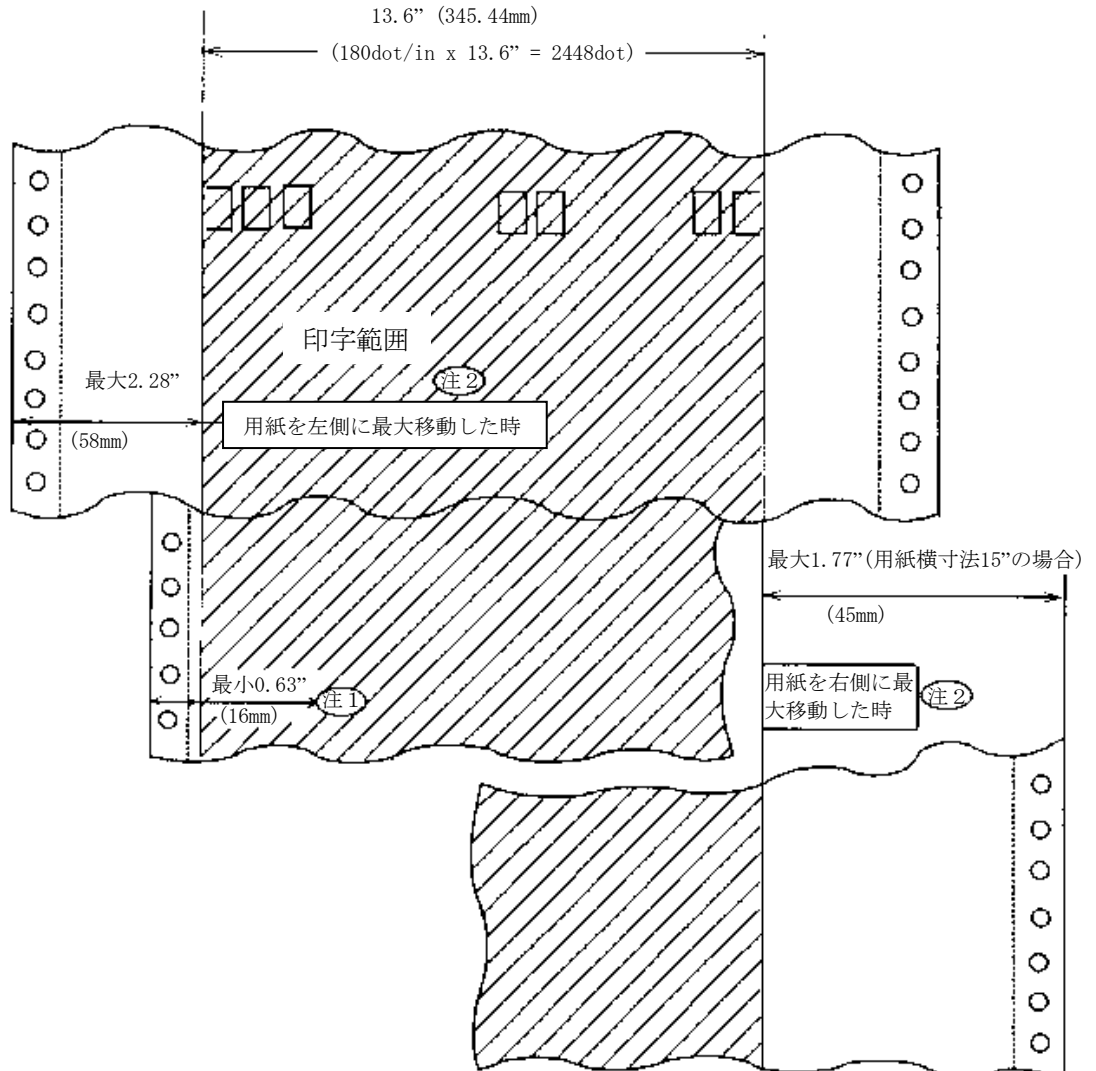 13.6” (345.44mm)
(180dot/in x 13.6” = 2448dot)
印字範囲
注２
最大2.28”
(58mm)
用紙を左側に最大移動した時
最大1.77”(用紙横寸法15”の場合)
(45mm)
最小0.63”
(16mm)
注１
用紙を右側に最
大移動した時
注２